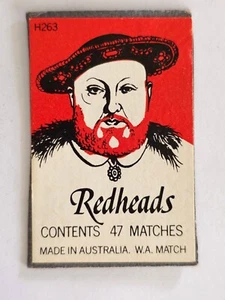 H263
Redheads
CONTENTS 47 MATCHES
MADE IN AUSTRALIA. W.A. MATCH